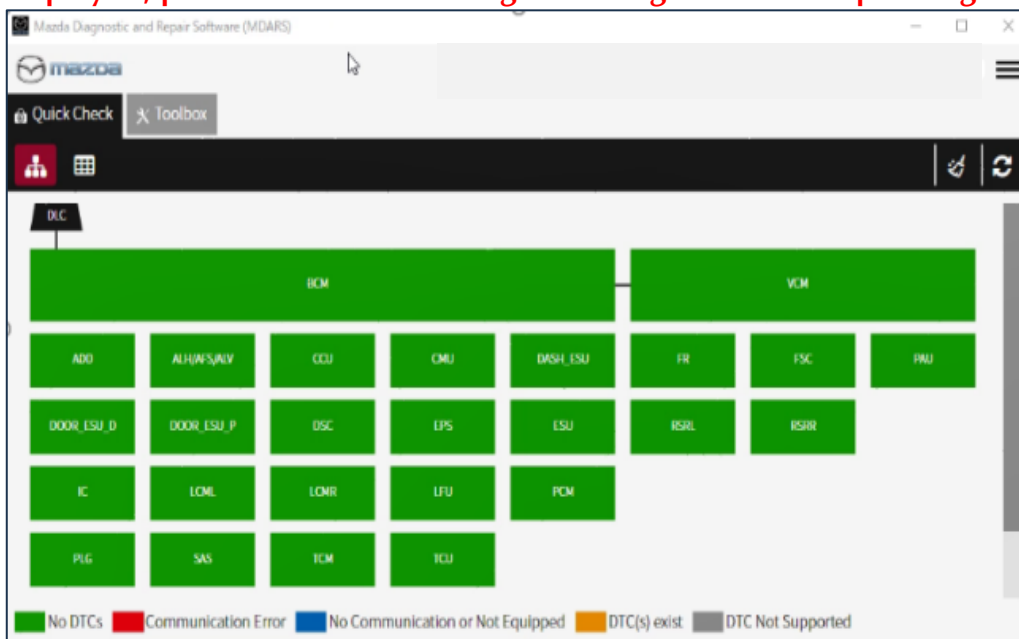 Mazda Diagnostic and Repair Software (MDARS)
mazda
Quick Check Toolbox
DLC
BCM VCM
ADO ALH/AFS/ALV CCU CMU DASH_ESU FR FSC PAU
DOOR_ESU_D DOOR_ESU_P DSC EPS ESU RSRL RSRR
IC LCML LCMR LFU PCM
PLG SAS TCM TCU
No DTCs Communication Error No Communication or Not Equipped DTC(s) exist DTC Not Supported